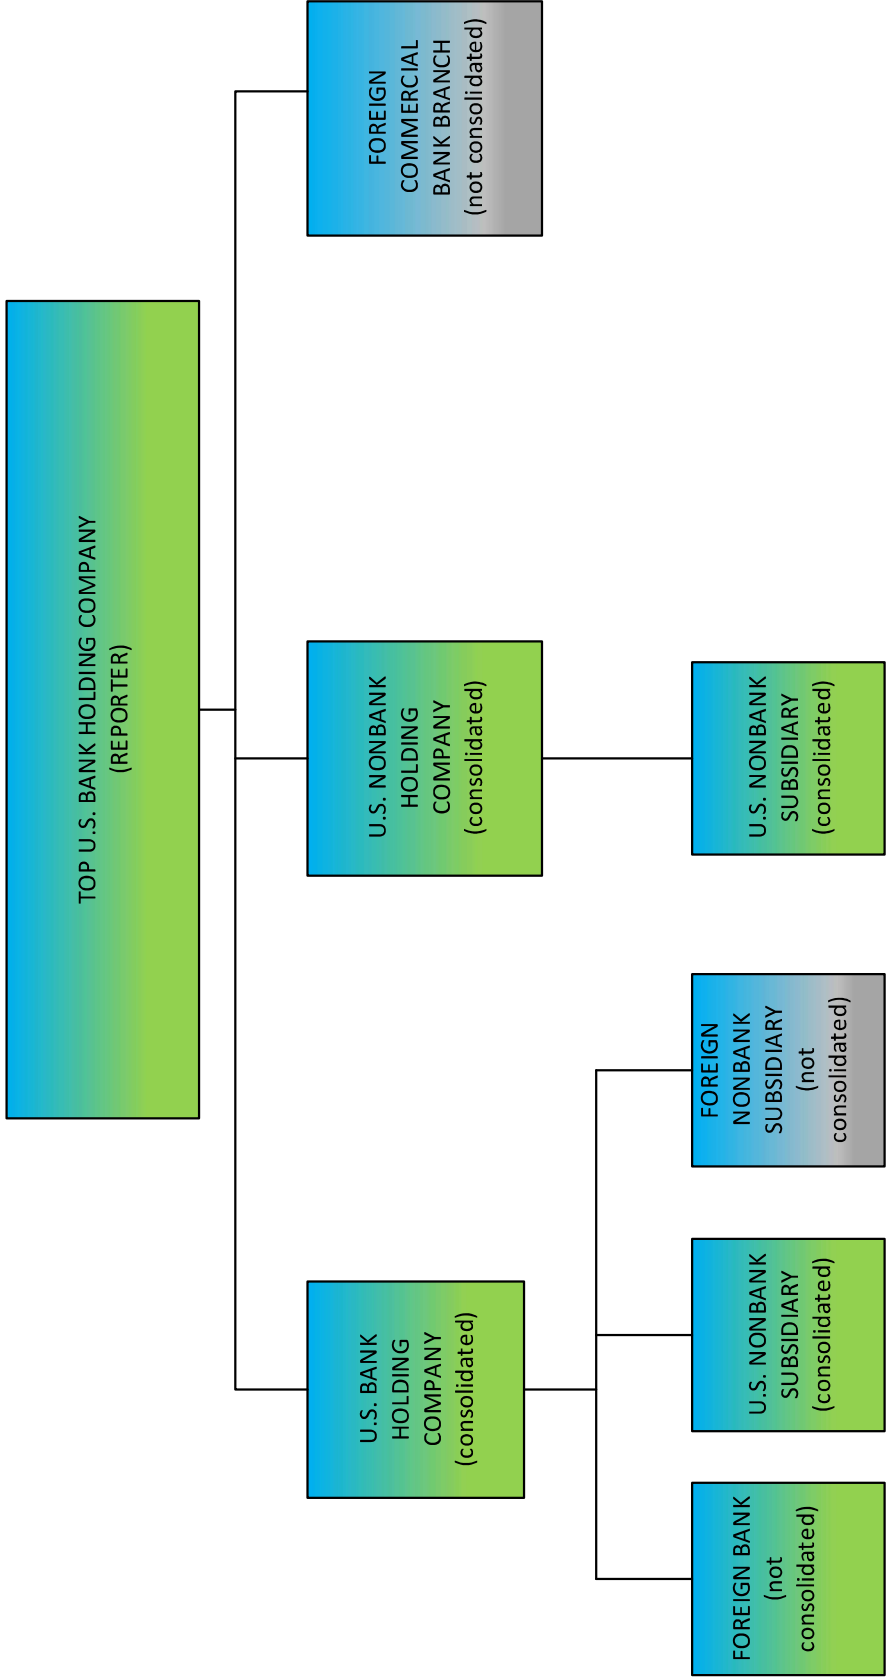 TOP U.S. BANK HOLDING COMPANY
(REPORTER)
U.S. BANK
HOLDING
COMPANY
(consolidated)
U.S. NONBANK
HOLDING
COMPANY
(consolidated)
FOREIGN
COMMERCIAL
BANK BRANCH
(not consolidated)
FOREIGN BANK
(not
consolidated)
U.S. NONBANK
SUBSIDIARY
(consolidated)
FOREIGN
NONBANK
SUBSIDIARY
(not
consolidated)
U.S. NONBANK
SUBSIDIARY
(consolidated)